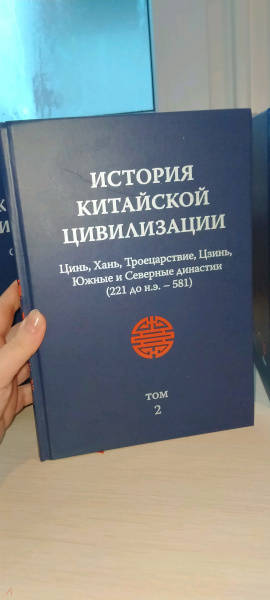 ИСТОРИЯ
КИТАЙСКОЙ
ЦИВИЛИЗАЦИИ
Цинь, Хань, Троецарствие, Цзинь,
Южные и Северные династии
(221 до н.э. – 581)
ТОМ
2